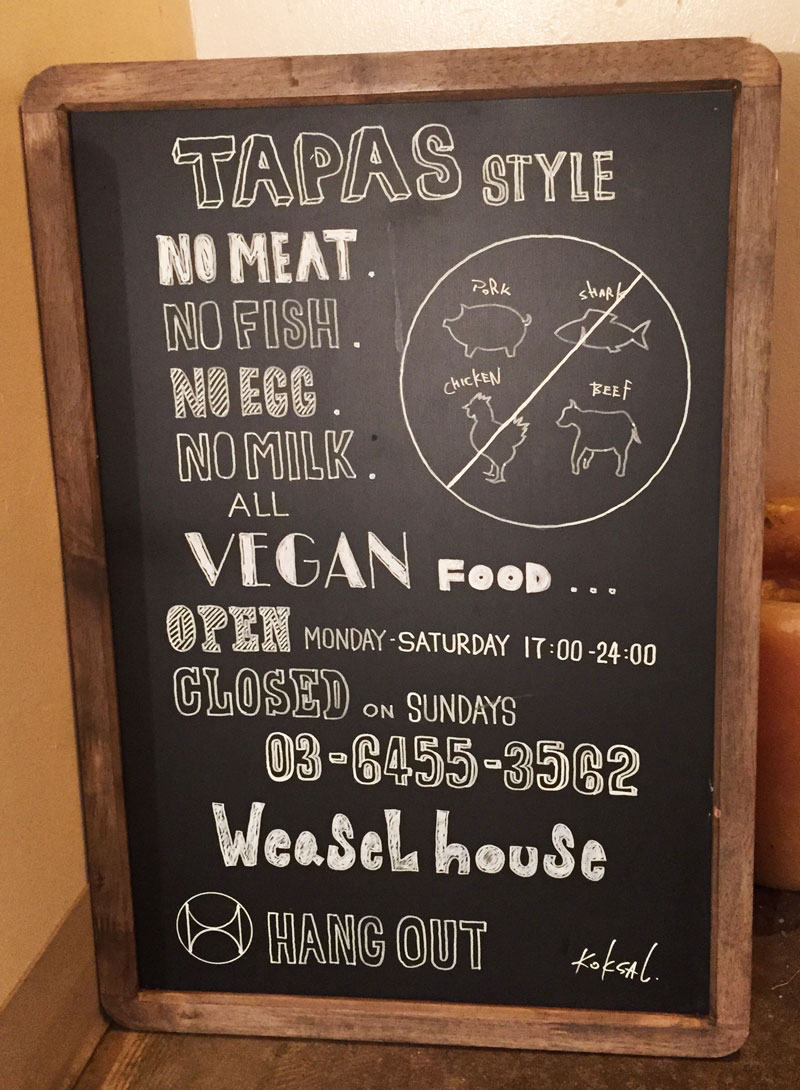 TAPAS STYLE
NO MEAT.
NO FISH.
NO EGG.
NO MILK.
PORK
SHARK
CHICKEN
BEEF
ALL
VEGAN FOOD ...
OPEN MONDAY-SATURDAY 17:00-24:00
CLOSED ON SUNDAYS
03-6455-3562
WeaseL house
HANG OUT
KOKSAL.